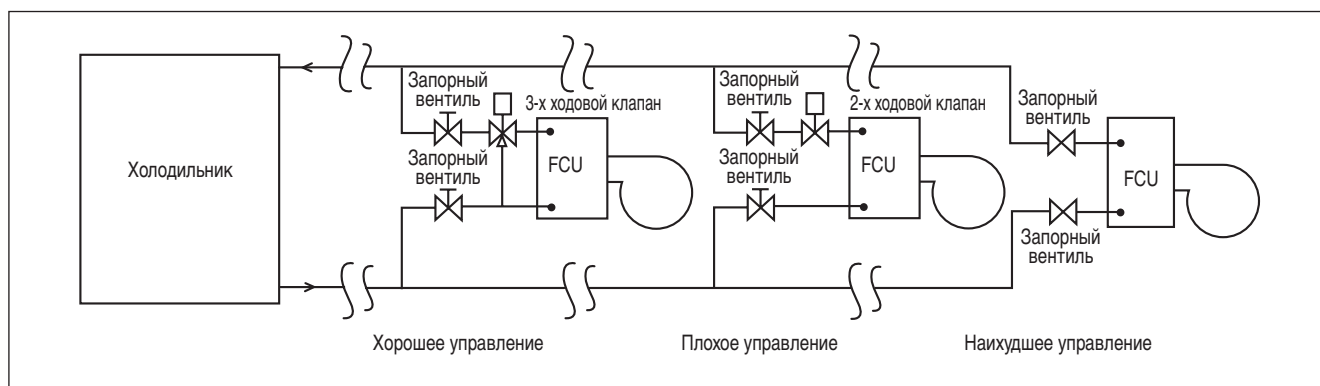 Холодильник
Запорный
вентиль
3-х ходовой клапан
FCU
Запорный
вентиль
Запорный
вентиль
2-х ходовой клапан
FCU
Запорный
вентиль
Запорный
вентиль
FCU
Запорный
вентиль
Хорошее управление
Плохое управление
Наихудшее управление